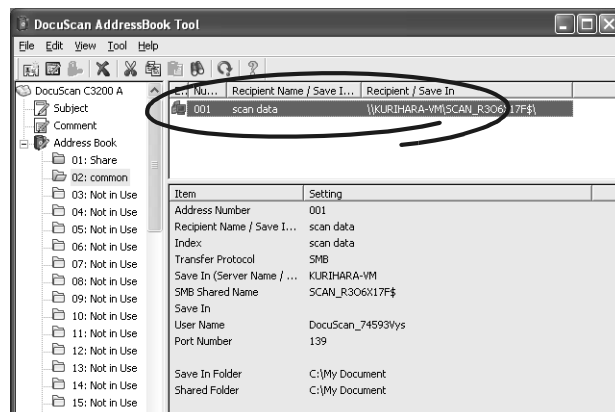 DocuScan AddressBook Tool
File Edit View Tool Help
DocuScan C3200 A
Subject
Comment
Address Book
01: Share
02: common
03: Not in Use
04: Not in Use
05: Not in Use
06: Not in Use
07: Not in Use
08: Not in Use
09: Not in Use
10: Not in Use
11: Not in Use
12: Not in Use
13: Not in Use
14: Not in Use
15: Not in Use
Nu... Recipient Name / Save I... Recipient / Save In
001 scan data \\KURIHARA-VM\SCAN_R3O6X17F$\
Item Setting
Address Number 001
Recipient Name / Save I... scan data
Index scan data
Transfer Protocol SMB
Save In (Server Name / ... KURIHARA-VM
SMB Shared Name SCAN_R3O6X17F$
Save In
User Name DocuScan_74593Vys
Port Number 139
Save In Folder C:\My Document
Shared Folder C:\My Document